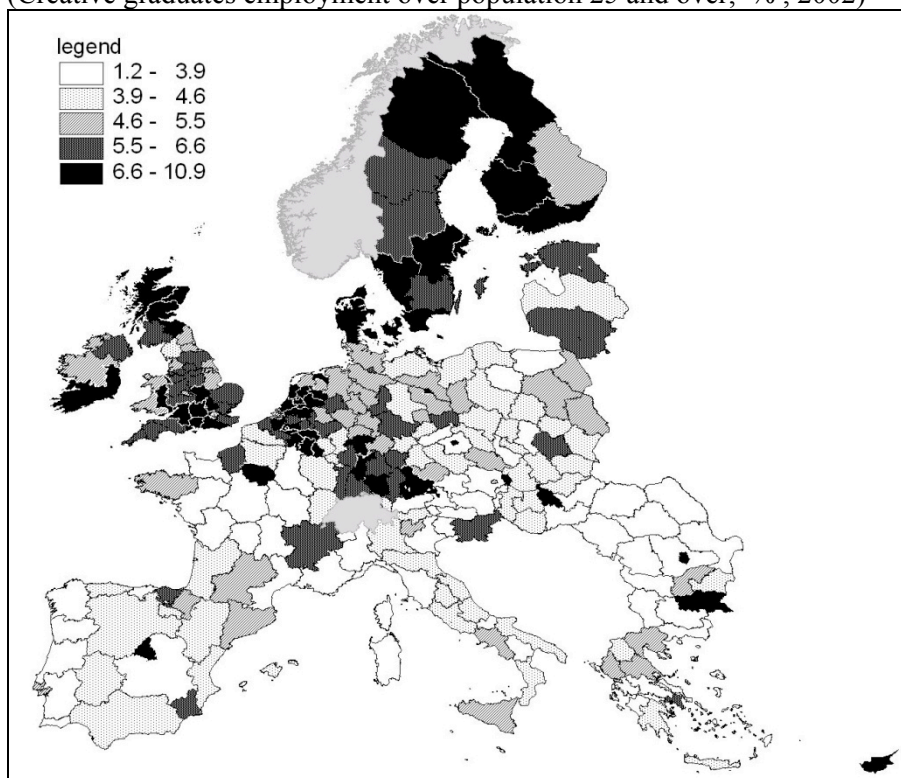 (Creative graduates employment over population 25 and over, % , 2002)
legend
1.2 - 3.9
3.9 - 4.6
4.6 - 5.5
5.5 - 6.6
6.6 - 10.9